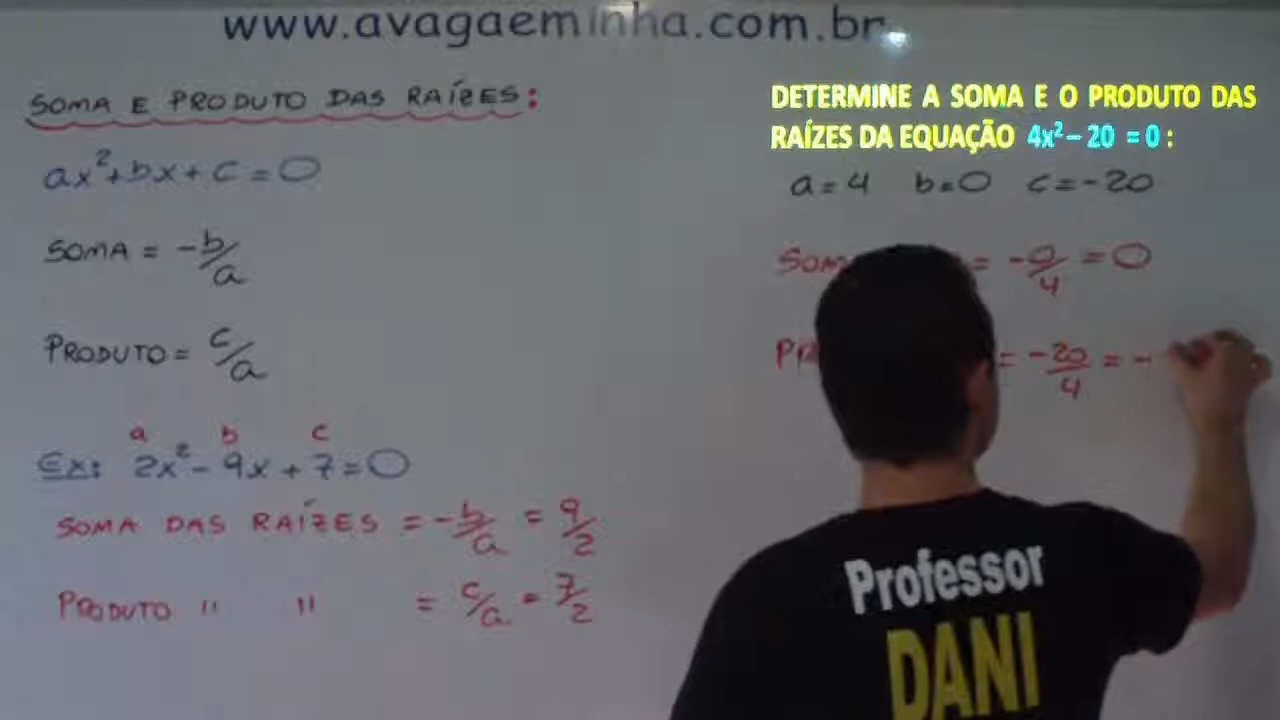 www.avagaeminha.com.br
SOMA E PRODUTO DAS RAÍZES:
ax²+bx+c=0
SOMA = -b/a
PRODUTO = c/a
a b c
Ex: 2x²-9x+7=0
SOMA DAS RAÍZES = -b/a = 9/2
PRODUTO " " = c/a = 7/2
DETERMINE A SOMA E O PRODUTO DAS
RAÍZES DA EQUAÇÃO 4x²– 20 = 0 :
a=4 b=0 c=-20
= -0/4 = 0
= -20/4 = -
Professor
DANI